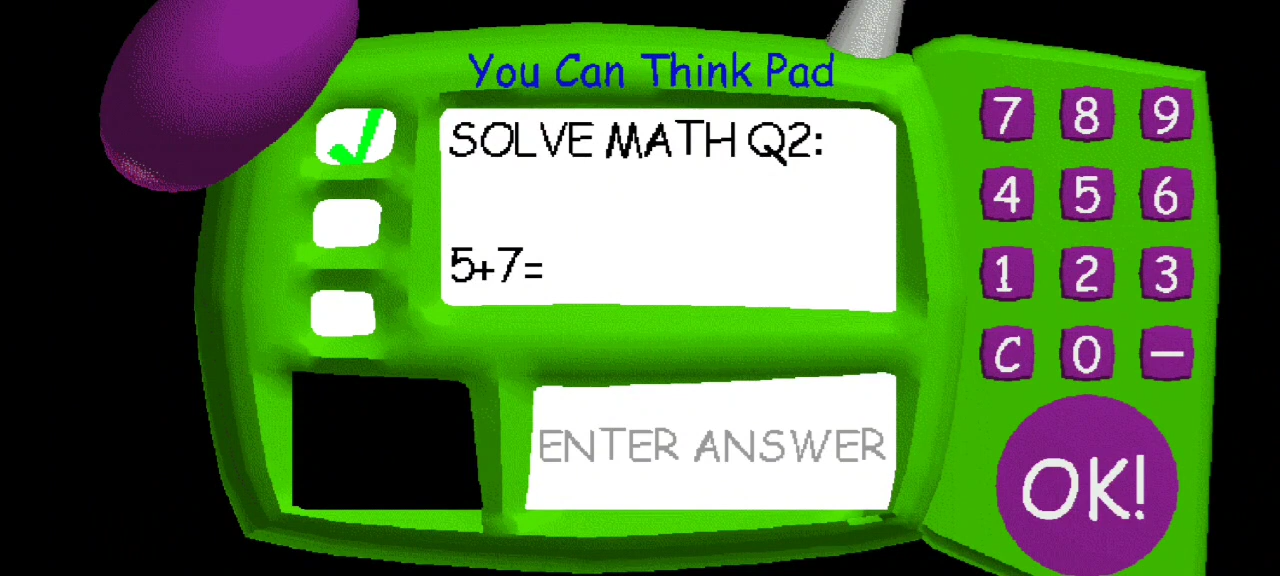 You Can Think Pad
SOLVE MATH Q2:
5+7=
ENTER ANSWER
7 8 9
4 5 6
1 2 3
C 0 —
OK!